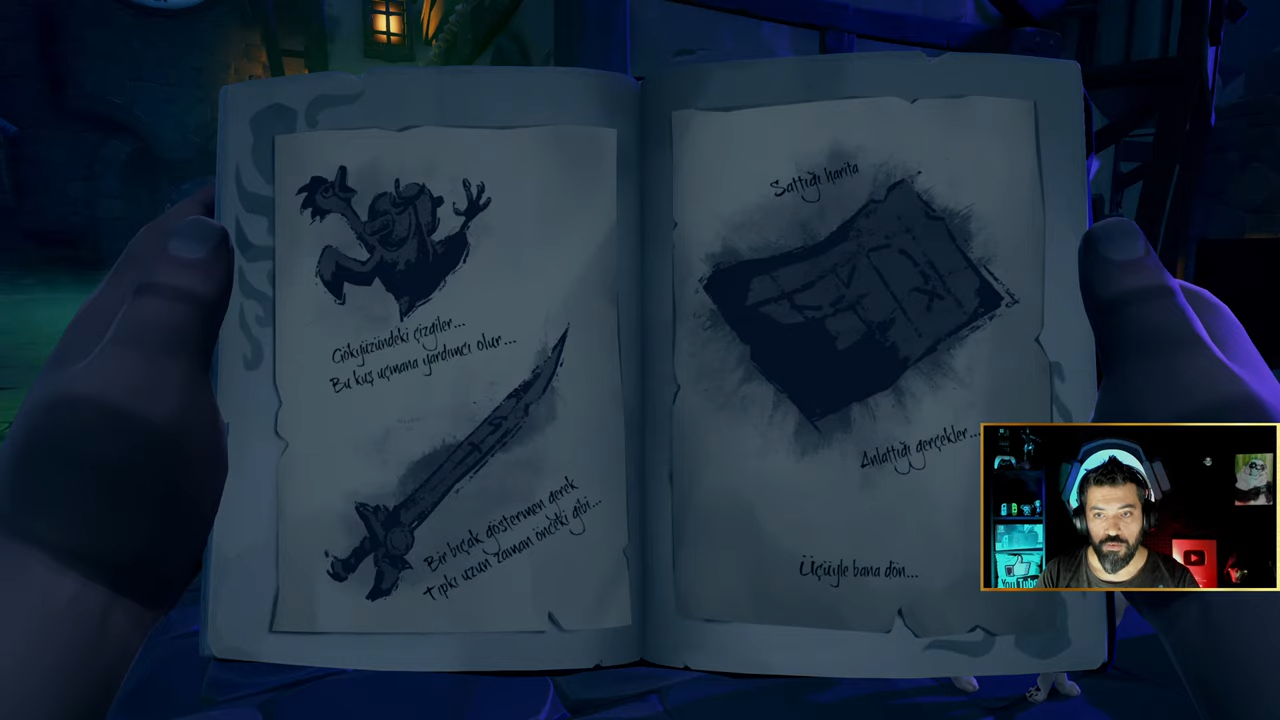 Gökyüzündeki çizgiler...
Bu kuş uçmana yardımcı olur...
Bir bıçak göstermen gerek
tıpkı uzun zaman önceki gibi...
Sattığı harita
Anlattığı gerçekler...
Üçüyle bana dön...
YouTube